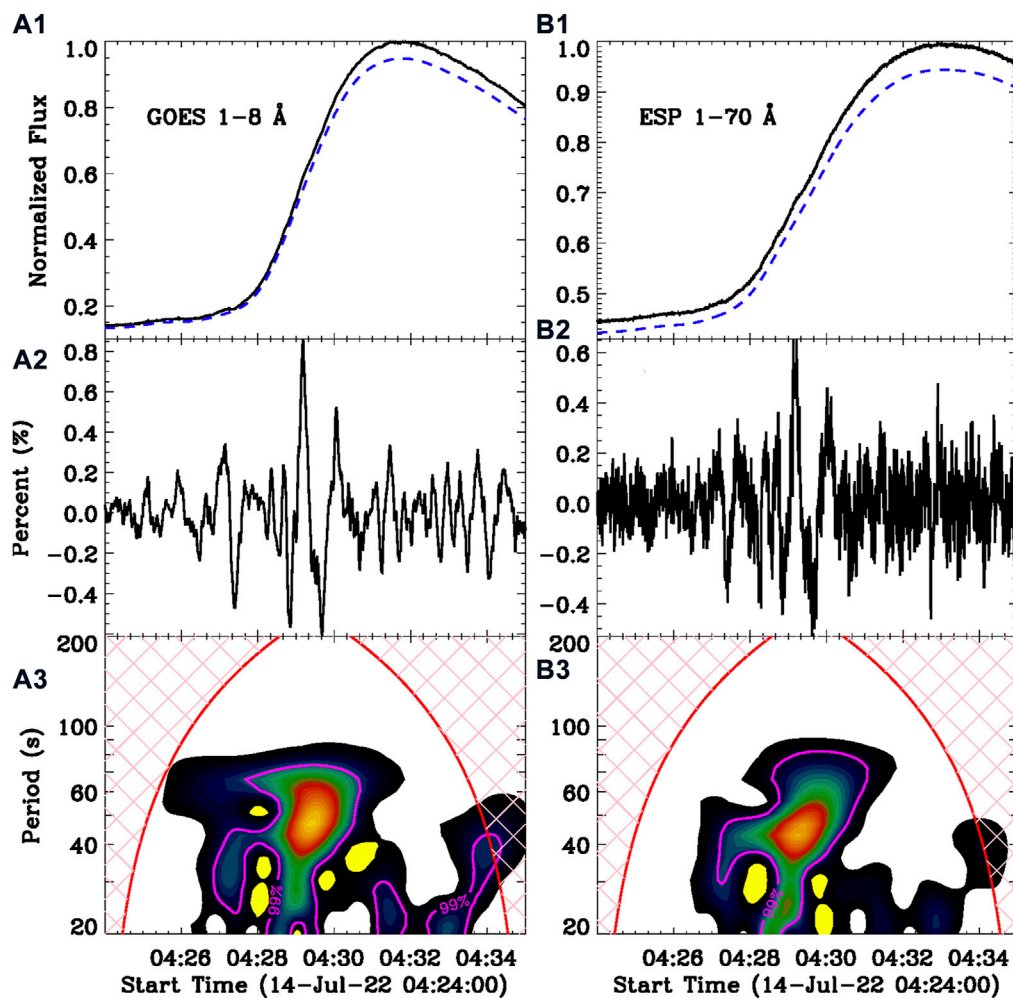 A1
B1
1.0
0.8
0.6
0.4
0.2
Normalized Flux
GOES 1−8 Å
1.0
0.9
0.8
0.7
0.6
0.5
ESP 1−70 Å
A2
B2
0.8
0.6
0.4
0.2
0.0
−0.2
−0.4
Percent (%)
0.6
0.4
0.2
0.0
−0.2
−0.4
A3
B3
200
100
60
40
20
Period (s)
99%
99%
200
100
60
40
20
99%
04:26 04:28 04:30 04:32 04:34
Start Time (14−Jul−22 04:24:00)
04:26 04:28 04:30 04:32 04:34
Start Time (14−Jul−22 04:24:00)